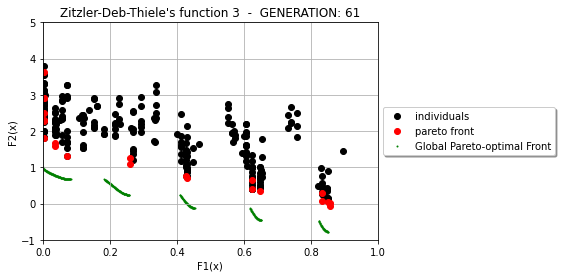 Zitzler-Deb-Thiele's function 3 - GENERATION: 61
5
4
3
2
1
0
−1
F2(x)
0.0 0.2 0.4 0.6 0.8 1.0
F1(x)
individuals
pareto front
Global Pareto-optimal Front